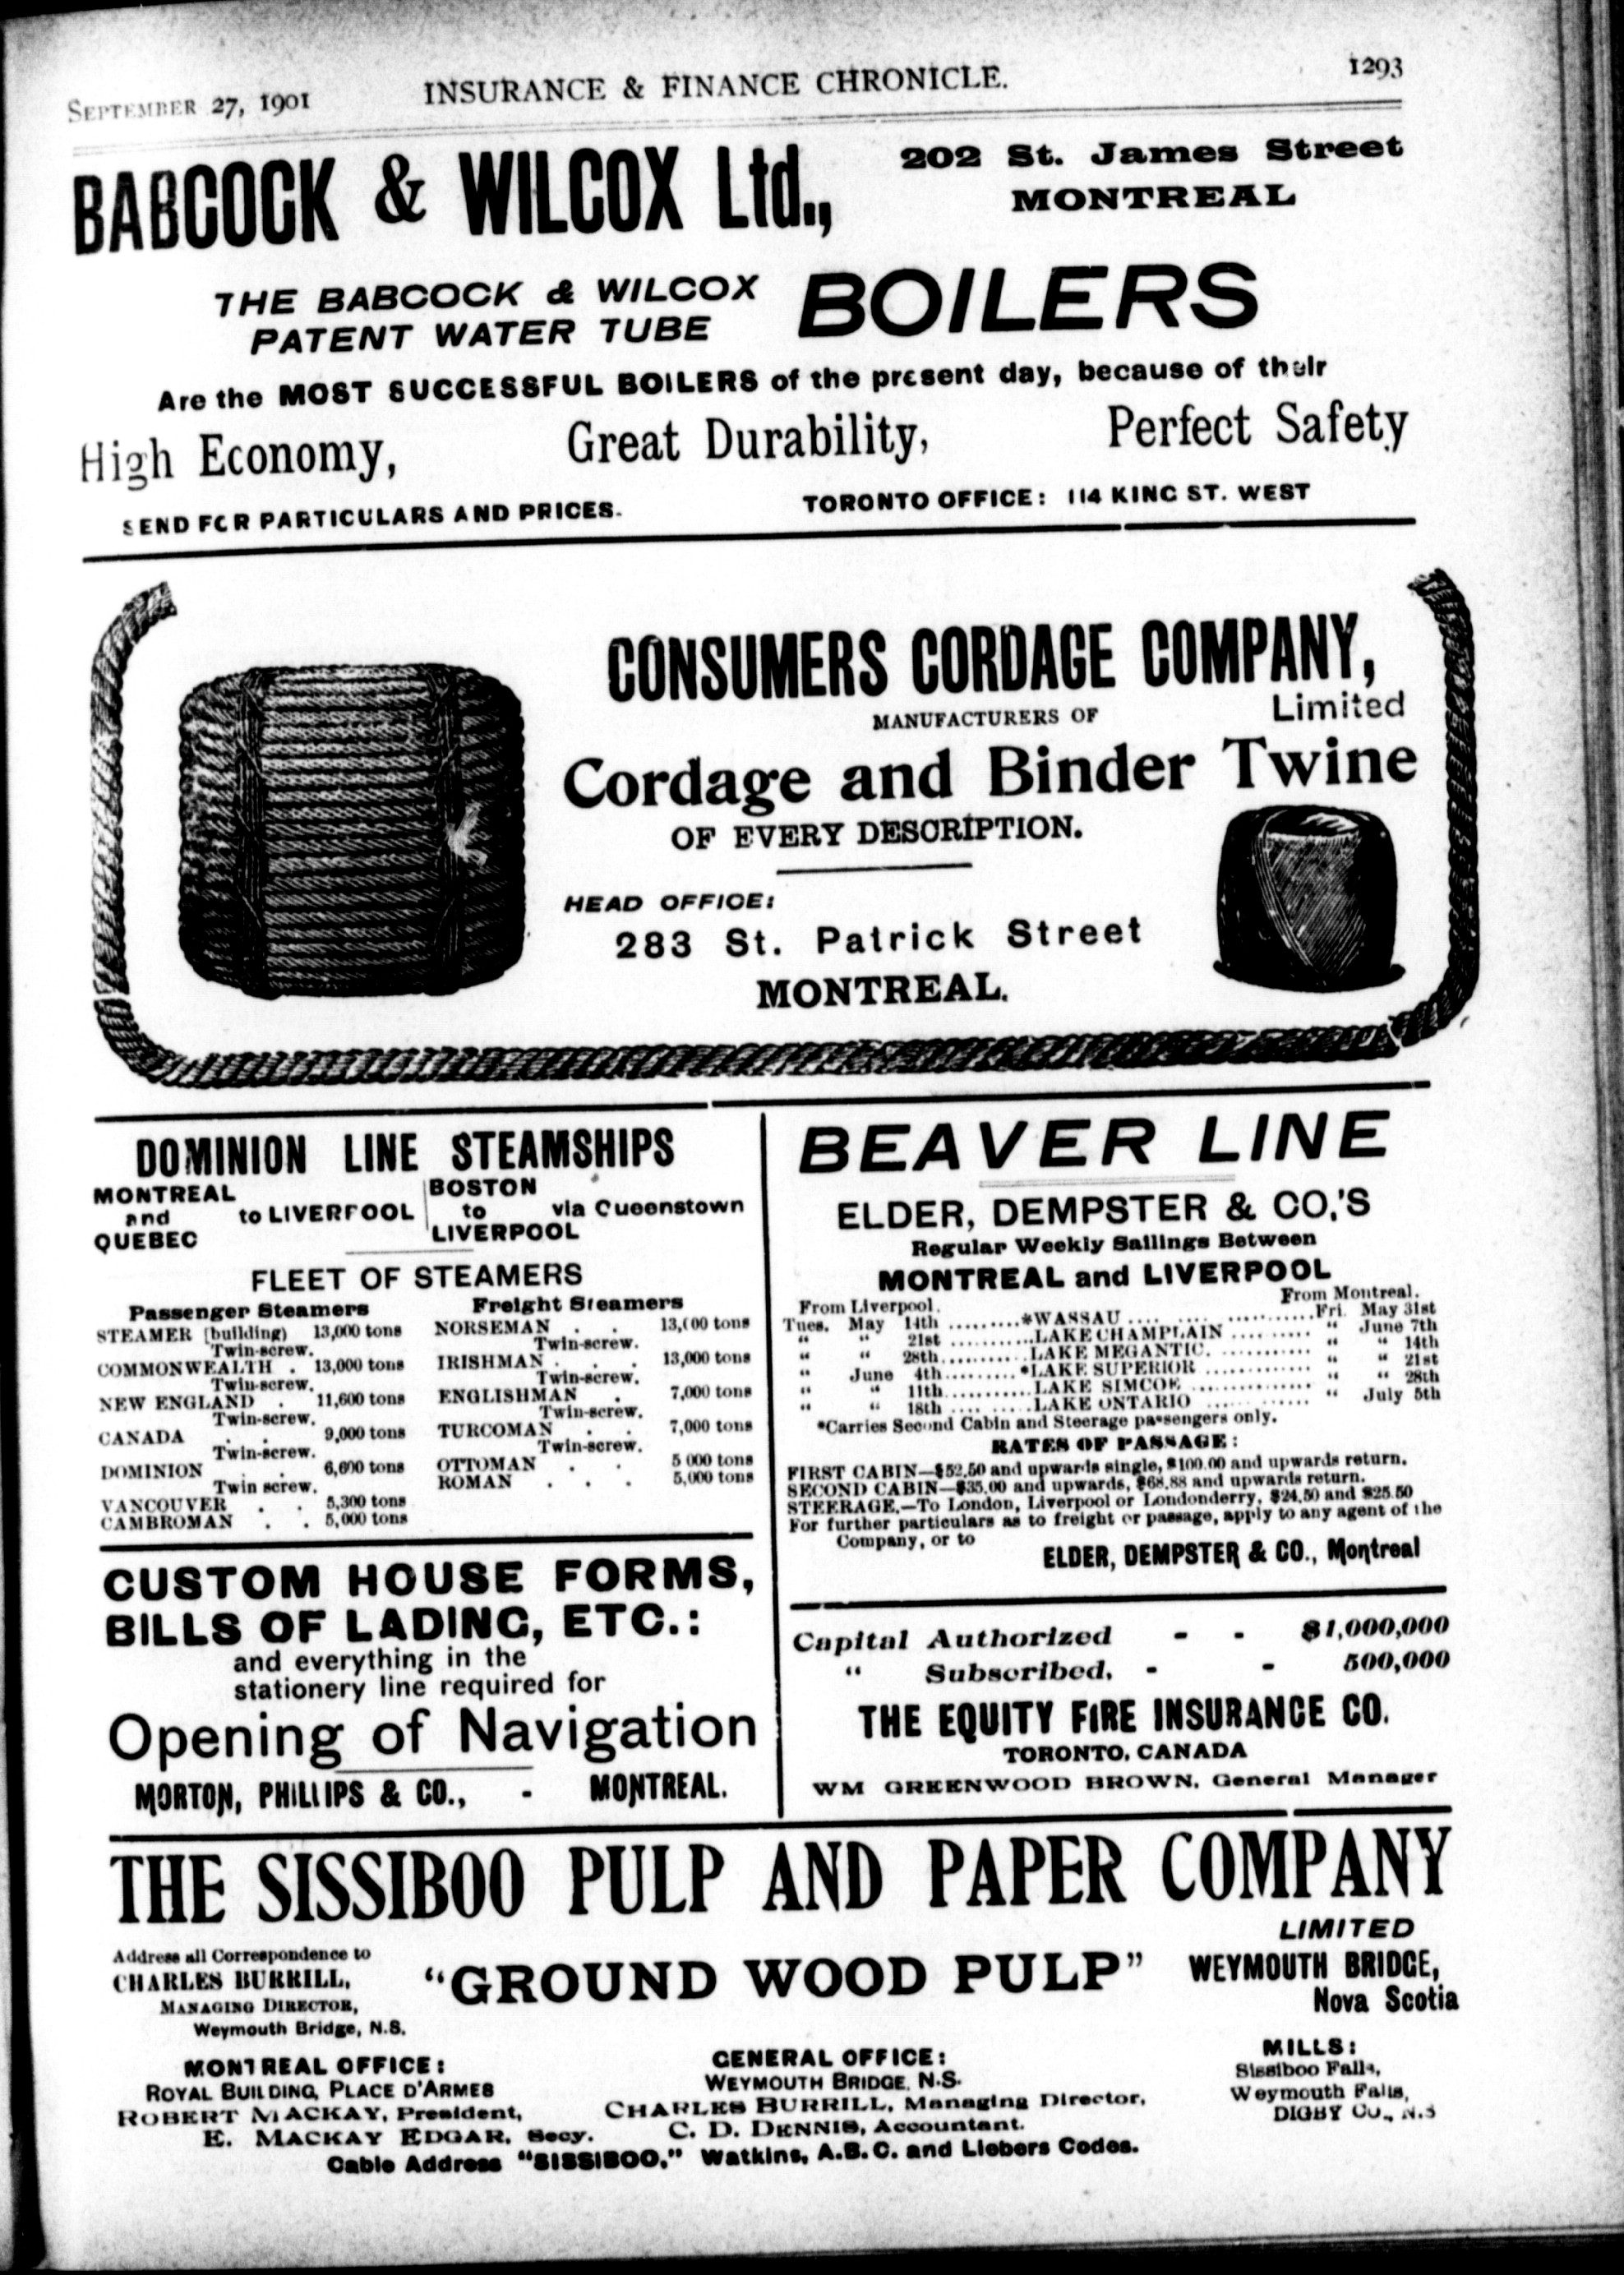 SEPTEMBER 27, 1901 INSURANCE & FINANCE CHRONICLE. 1293
BABCOCK & WILCOX Ltd., 202 St. James Street
MONTREAL
THE BABCOCK & WILCOX
PATENT WATER TUBE BOILERS
Are the MOST SUCCESSFUL BOILERS of the present day, because of their
High Economy, Great Durability, Perfect Safety
SEND FOR PARTICULARS AND PRICES. TORONTO OFFICE: 114 KING ST. WEST
CONSUMERS CORDAGE COMPANY,
MANUFACTURERS OF Limited
Cordage and Binder Twine
OF EVERY DESCRIPTION.
HEAD OFFICE:
283 St. Patrick Street
MONTREAL.
DOMINION LINE STEAMSHIPS
MONTREAL
and to LIVERPOOL
QUEBEC
BOSTON
to via Queenstown
LIVERPOOL
FLEET OF STEAMERS
Passenger Steamers
STEAMER (building) 13,000 tons
Twin-screw.
COMMONWEALTH . 13,000 tons
Twin-screw.
NEW ENGLAND . 11,600 tons
Twin-screw.
CANADA . . 9,000 tons
Twin-screw.
DOMINION . . 6,600 tons
Twin screw.
VANCOUVER . . 5,300 tons
CAMBROMAN . . 5,000 tons
Freight Steamers
NORSEMAN . . 13,000 tons
Twin-screw.
IRISHMAN . . . 13,000 tons
Twin-screw.
ENGLISHMAN . 7,000 tons
Twin-screw.
TURCOMAN . . 7,000 tons
Twin-screw.
OTTOMAN . . 5 000 tons
ROMAN . . . 5,000 tons
CUSTOM HOUSE FORMS,
BILLS OF LADING, ETC.:
and everything in the
stationery line required for
Opening of Navigation
MORTON, PHILLIPS & CO., - MONTREAL.
BEAVER LINE
ELDER, DEMPSTER & CO,'S
Regular Weekly Sailings Between
MONTREAL and LIVERPOOL
From Liverpool. From Montreal.
Tues. May 14th .........*WASSAU .... .... ............Fri. May 31st
" " 21st ............LAKE CHAMPLAIN .......... " June 7th
" " 28th............LAKE MEGANTIC. ............ " " 14th
" June 4th.........*LAKE SUPERIOR ............. " " 21st
" " 11th............LAKE SIMCOE ............... " " 28th
" " 18th .... ......LAKE ONTARIO ...... ....... " July 5th
*Carries Second Cabin and Steerage passengers only.
RATES OF PASSAGE:
FIRST CABIN—$52.50 and upwards single, $100.00 and upwards return.
SECOND CABIN—$35.00 and upwards, $68.88 and upwards return.
STEERAGE.—To London, Liverpool or Londonderry, $24.50 and $25.50
For further particulars as to freight or passage, apply to any agent of the
Company, or to
ELDER, DEMPSTER & CO., Montreal
Capital Authorized - - $1,000,000
" Subscribed, - - 500,000
THE EQUITY FIRE INSURANCE CO.
TORONTO, CANADA
WM GREENWOOD BROWN, General Manager
THE SISSIBOO PULP AND PAPER COMPANY
LIMITED
Address all Correspondence to
CHARLES BURRILL,
MANAGING DIRECTOR,
Weymouth Bridge, N.S.
"GROUND WOOD PULP"
WEYMOUTH BRIDGE,
Nova Scotia
MONTREAL OFFICE:
ROYAL BUILDING, PLACE D'ARMES
ROBERT MACKAY, President,
E. MACKAY EDGAR, Secy.
GENERAL OFFICE:
WEYMOUTH BRIDGE, N.S.
CHARLES BURRILL, Managing Director,
C. D. DENNIS, Accountant.
MILLS:
Sissiboo Falls,
Weymouth Falls,
DIGBY CO., N.S
Cable Address "SISSIBOO," Watkins, A.B.C. and Liebers Codes.